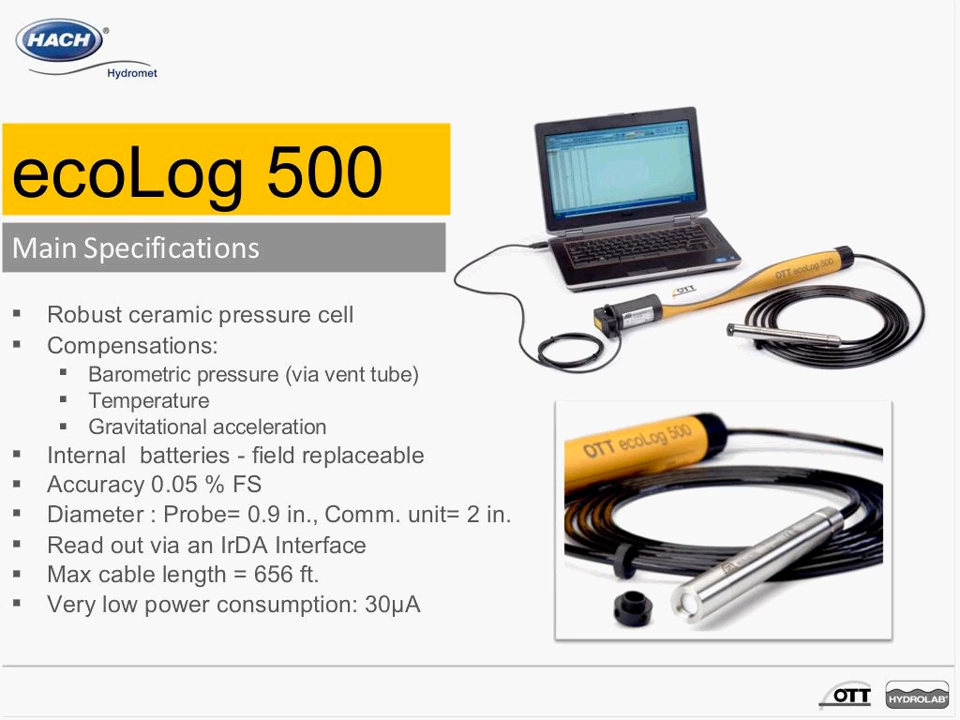 HACH®
Hydromet
ecoLog 500
Main Specifications
▪ Robust ceramic pressure cell
▪ Compensations:
▪ Barometric pressure (via vent tube)
▪ Temperature
▪ Gravitational acceleration
▪ Internal batteries - field replaceable
▪ Accuracy 0.05 % FS
▪ Diameter : Probe= 0.9 in., Comm. unit= 2 in.
▪ Read out via an IrDA Interface
▪ Max cable length = 656 ft.
▪ Very low power consumption: 30µA
OTT
OTT ecoLog 500
OTT ecoLog 500
OTT
HYDROLAB